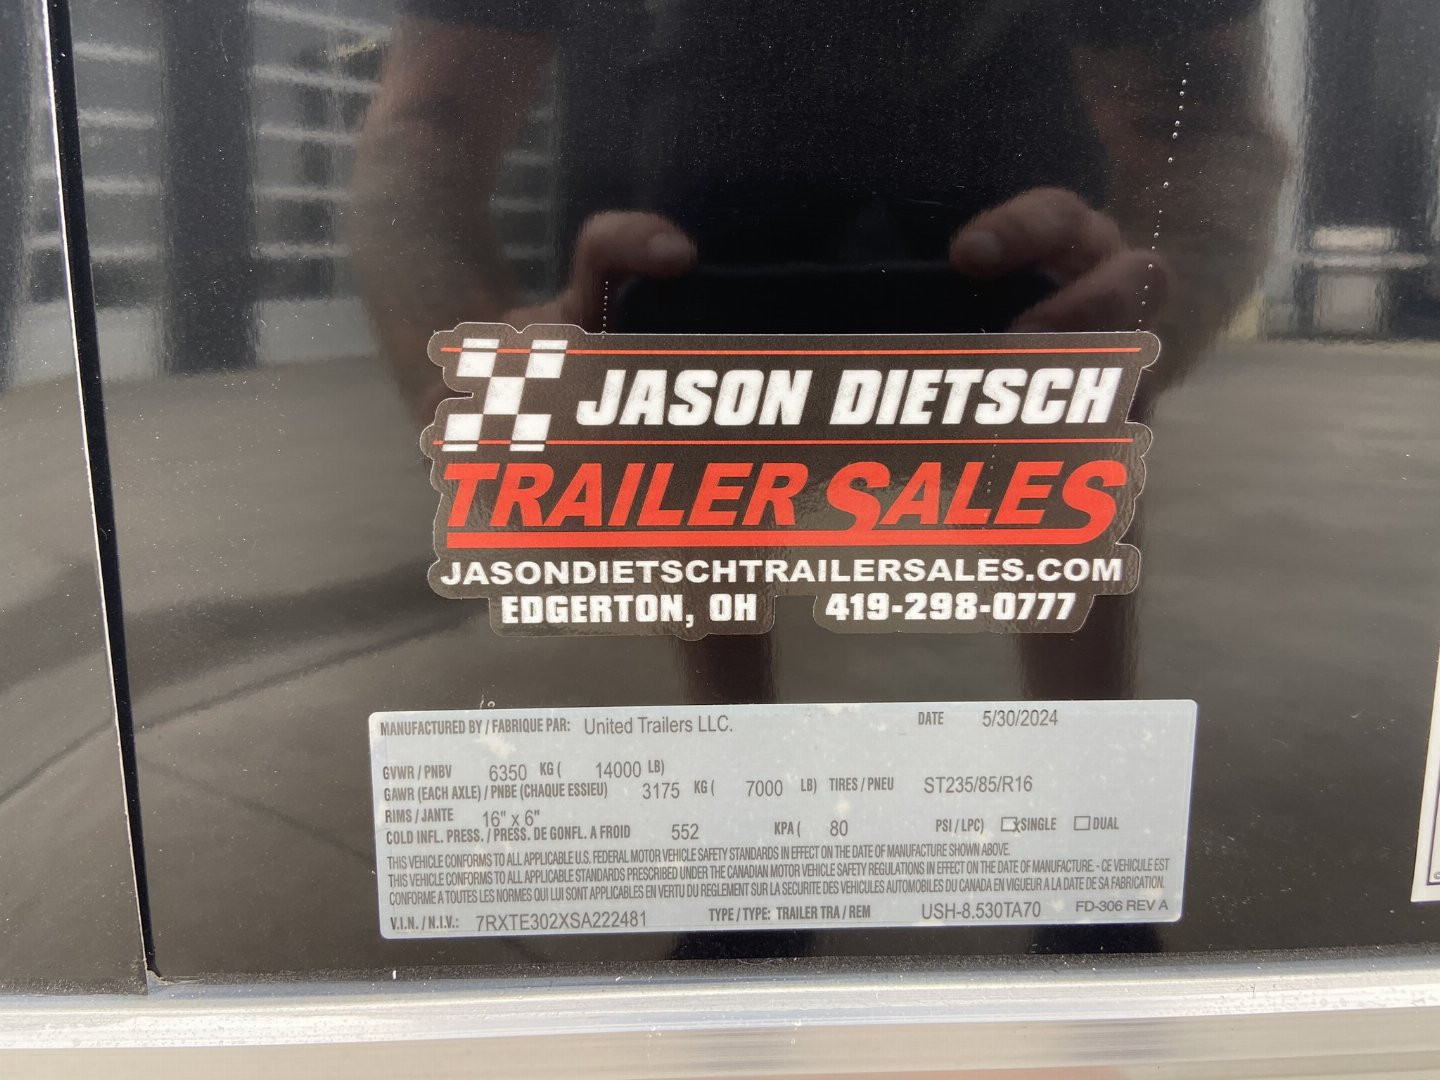 JASON DIETSCH
TRAILER SALES
JASONDIETSCHTRAILERSALES.COM
EDGERTON, OH 419-298-0777
MANUFACTURED BY / FABRIQUE PAR: United Trailers LLC. DATE 5/30/2024
GVWR / PNBV 6350 KG ( 14000 LB)
GAWR (EACH AXLE) / PNBE (CHAQUE ESSIEU) 3175 KG ( 7000 LB) TIRES / PNEU ST235/85/R16
RIMS / JANTE 16" x 6"
COLD INFL. PRESS. / PRESS. DE GONFL. A FROID 552 KPA ( 80 PSI / LPC) x SINGLE DUAL
THIS VEHICLE CONFORMS TO ALL APPLICABLE U.S. FEDERAL MOTOR VEHICLE SAFETY STANDARDS IN EFFECT ON THE DATE OF MANUFACTURE SHOWN ABOVE.
THIS VEHICLE CONFORMS TO ALL APPLICABLE STANDARDS PRESCRIBED UNDER THE CANADIAN MOTOR VEHICLE SAFETY REGULATIONS IN EFFECT ON THE DATE OF MANUFACTURE. - CE VEHICULE EST
CONFORME A TOUTES LES NORMES QUI LUI SONT APPLICABLES EN VERTU DU REGLEMENT SUR LA SECURITE DES VEHICULES AUTOMOBILES DU CANADA EN VIGUEUR A LA DATE DE SA FABRICATION.
V.I.N. / N.I.V.: 7RXTE302XSA222481 TYPE / TYPE: TRAILER TRA / REM USH-8.530TA70 FD-306 REV A